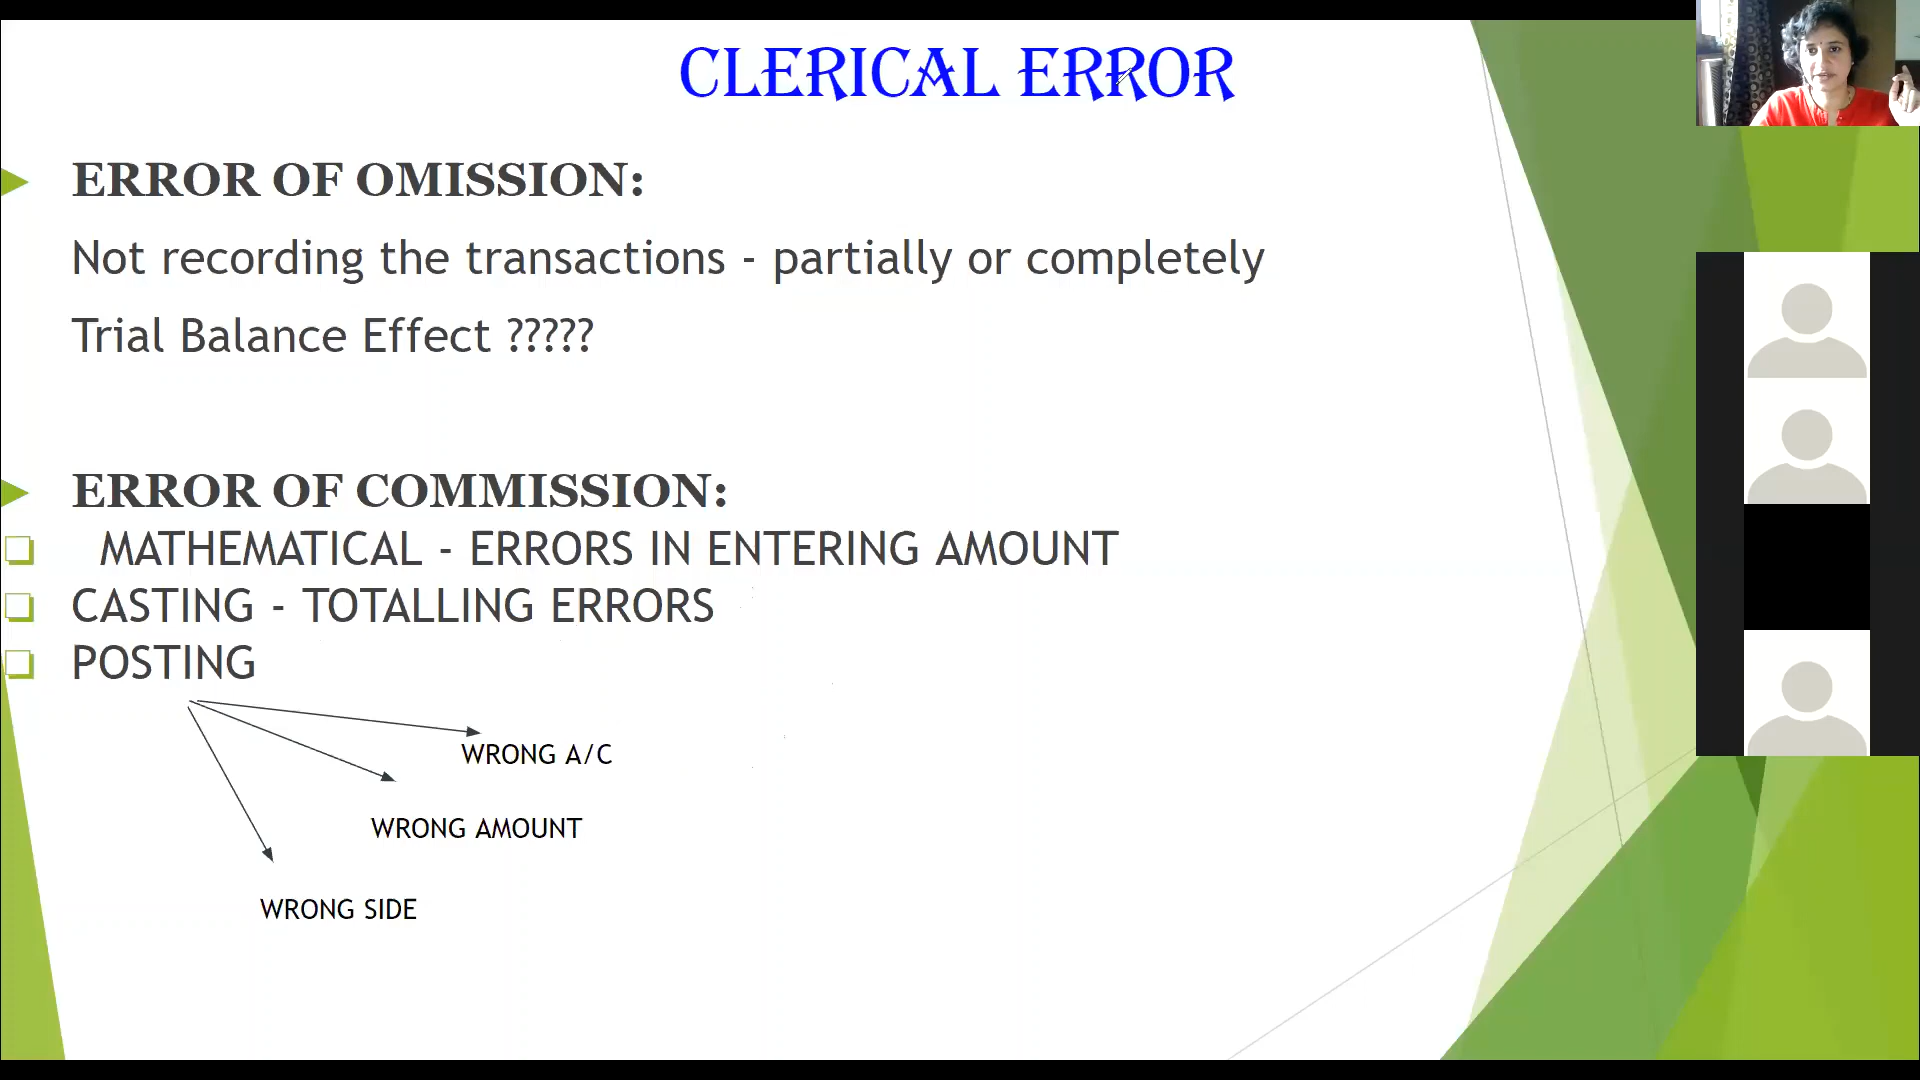 CLERICAL ERROR
ERROR OF OMISSION:
Not recording the transactions - partially or completely
Trial Balance Effect ?????
ERROR OF COMMISSION:
MATHEMATICAL - ERRORS IN ENTERING AMOUNT
CASTING - TOTALLING ERRORS
POSTING
WRONG A/C
WRONG AMOUNT
WRONG SIDE